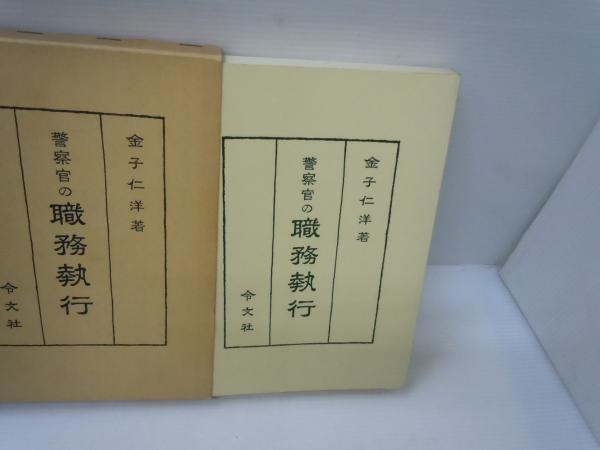 金子仁洋著
警察官の職務執行
令文社
金子仁洋著
警察官の職務執行
令文社